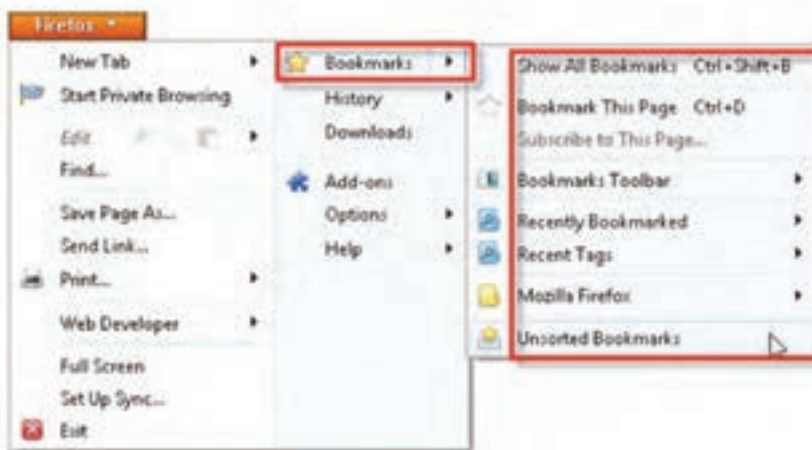 Firefox
New Tab
Start Private Browsing
Edit
Find...
Save Page As...
Send Link...
Print...
Web Developer
Full Screen
Set Up Sync...
Exit
Bookmarks
History
Downloads
Add-ons
Options
Help
Show All Bookmarks Ctrl+Shift+B
Bookmark This Page Ctrl+D
Subscribe to This Page...
Bookmarks Toolbar
Recently Bookmarked
Recent Tags
Mozilla Firefox
Unsorted Bookmarks